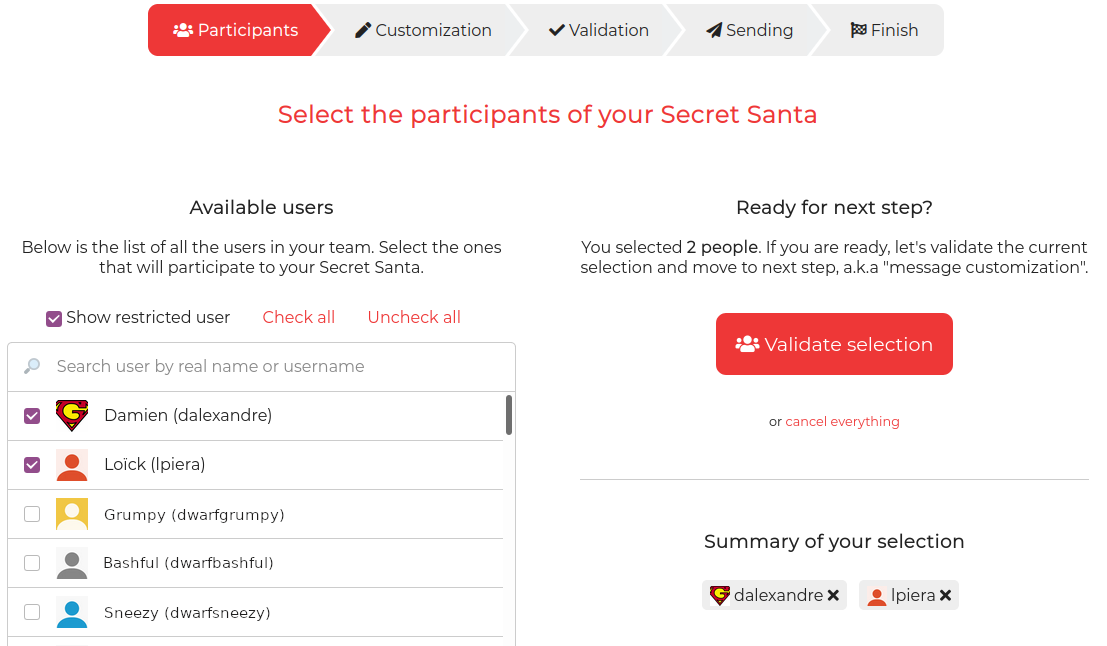 Participants
Customization
Validation
Sending
Finish
Select the participants of your Secret Santa
Available users
Below is the list of all the users in your team. Select the ones
that will participate to your Secret Santa.
Show restricted user
Check all
Uncheck all
Search user by real name or username
G
Damien (dalexandre)
Loïck (lpiera)
Grumpy (dwarfgrumpy)
Bashful (dwarfbashful)
Sneezy (dwarfsneezy)
Ready for next step?
You selected 2 people. If you are ready, let's validate the current
selection and move to next step, a.k.a "message customization".
Validate selection
or cancel everything
Summary of your selection
G
dalexandre
lpiera